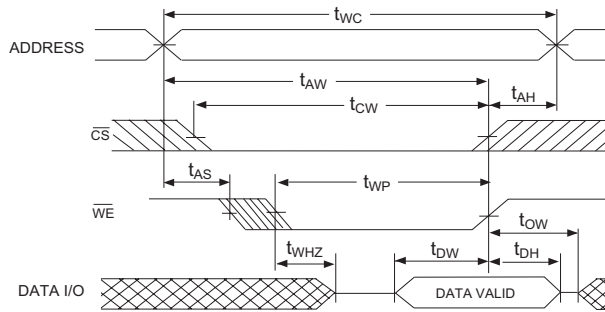 tWC
ADDRESS
tAW
tCW
tAH
CS
tAS
tWP
WE
tOW
tWHZ
tDW
tDH
DATA I/O
DATA VALID